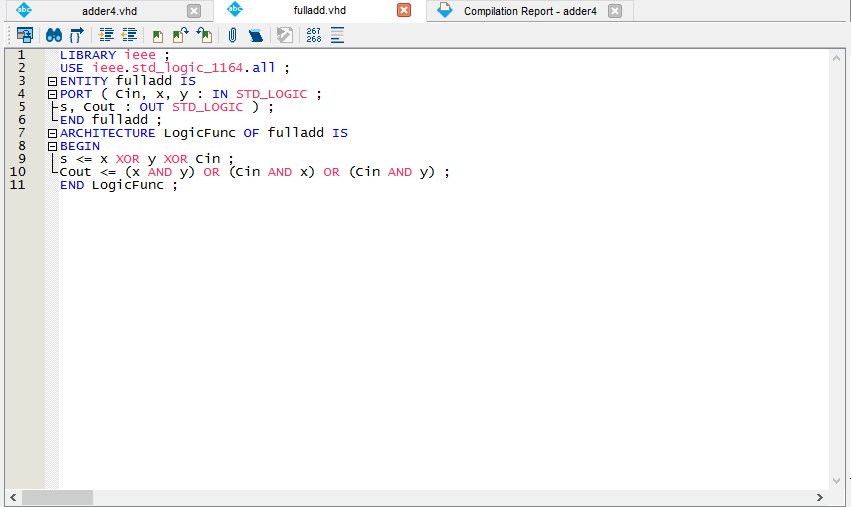 adder4.vhd
fulladd.vhd
Compilation Report - adder4
267
268
1 LIBRARY ieee ;
2 USE ieee.std_logic_1164.all ;
3 ENTITY fulladd IS
4 PORT ( Cin, x, y : IN STD_LOGIC ;
5 s, Cout : OUT STD_LOGIC ) ;
6 END fulladd ;
7 ARCHITECTURE LogicFunc OF fulladd IS
8 BEGIN
9 s <= x XOR y XOR Cin ;
10 Cout <= (x AND y) OR (Cin AND x) OR (Cin AND y) ;
11 END LogicFunc ;